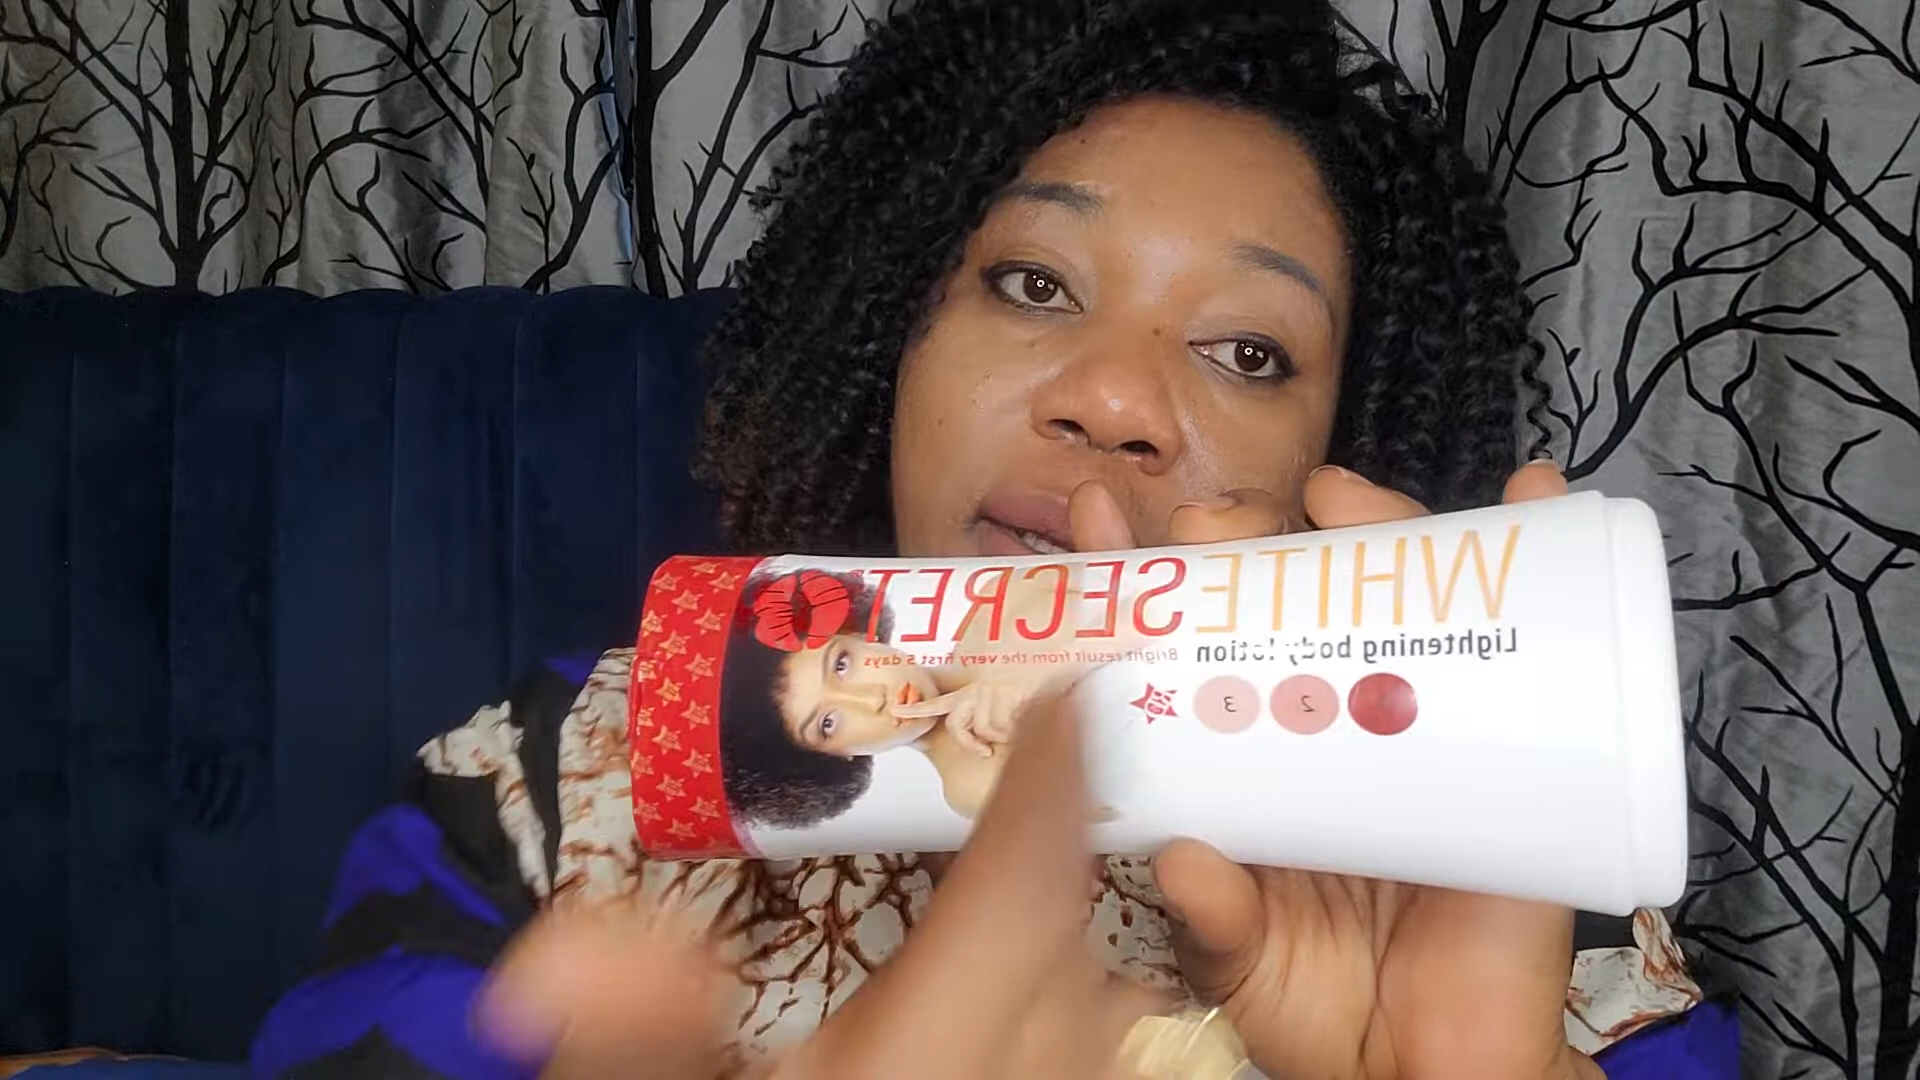 WHITESECRET
Lightening body lotion Bright result from the very first 5 days
2 3